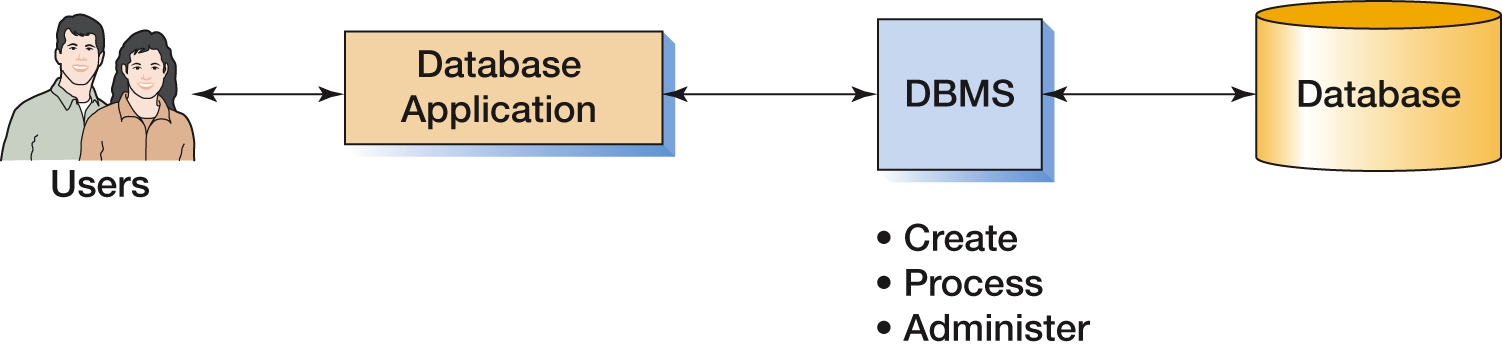 Users
Database
Application
DBMS
Database
• Create
• Process
• Administer